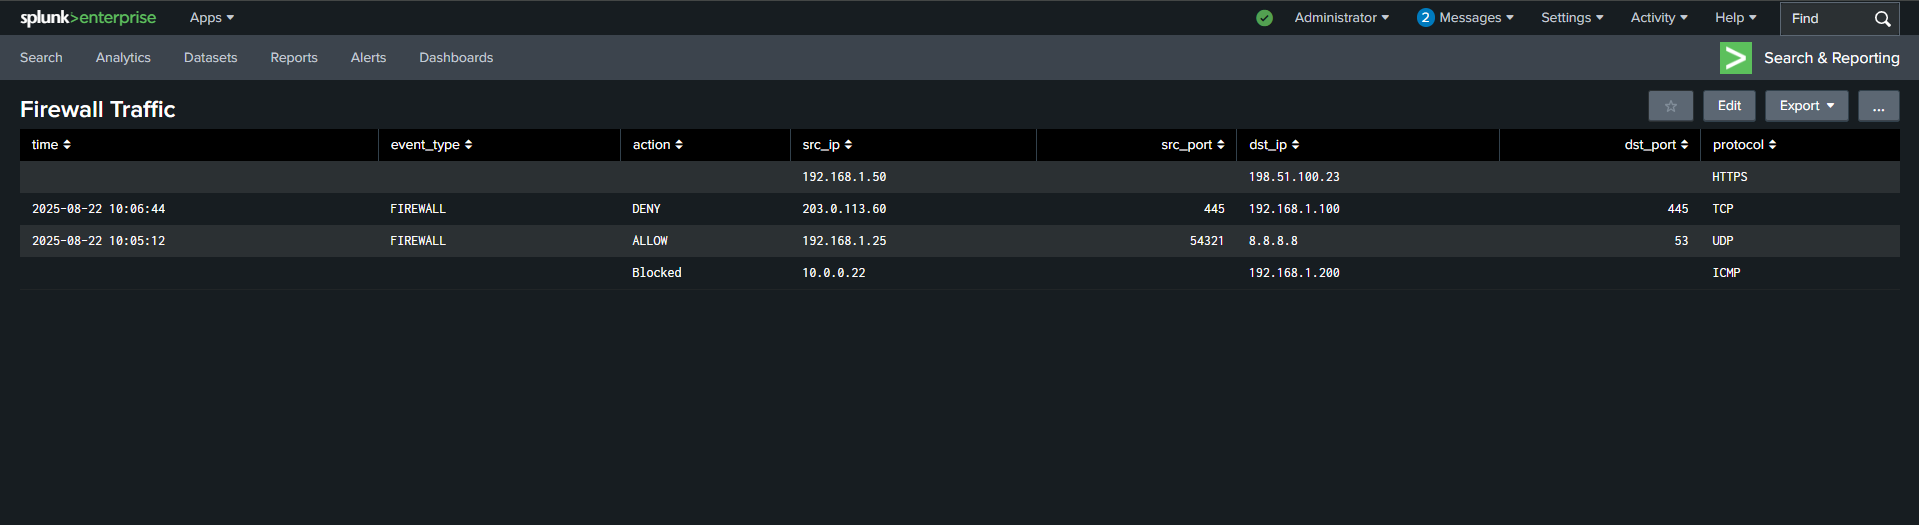 splunk>enterprise Apps Administrator 2 Messages Settings Activity Help Find
Search Analytics Datasets Reports Alerts Dashboards > Search & Reporting
Firewall Traffic Edit Export ...
time event_type action src_ip src_port dst_ip dst_port protocol
192.168.1.50 198.51.100.23 HTTPS
2025-08-22 10:06:44 FIREWALL DENY 203.0.113.60 445 192.168.1.100 445 TCP
2025-08-22 10:05:12 FIREWALL ALLOW 192.168.1.25 54321 8.8.8.8 53 UDP
Blocked 10.0.0.22 192.168.1.200 ICMP